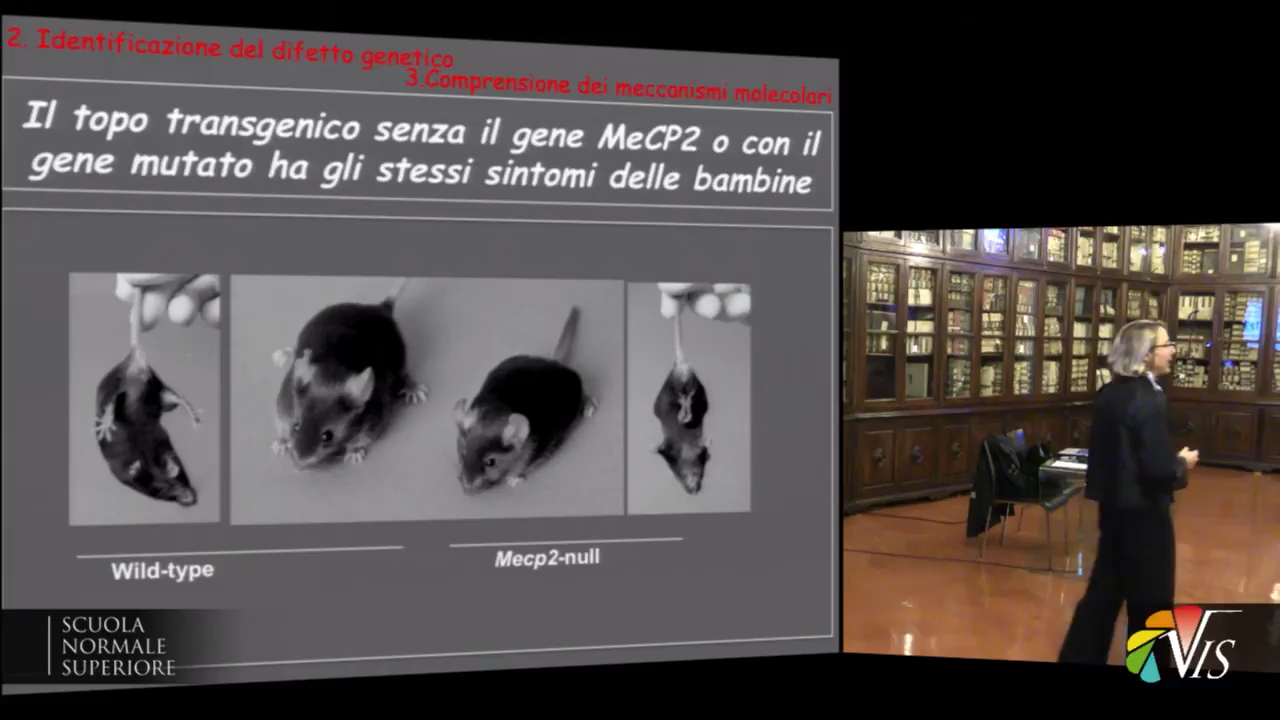 2. Identificazione del difetto genetico
3.Comprensione dei meccanismi molecolari
Il topo transgenico senza il gene MeCP2 o con il
gene mutato ha gli stessi sintomi delle bambine
Wild-type
Mecp2-null
SCUOLA
NORMALE
SUPERIORE
VIS